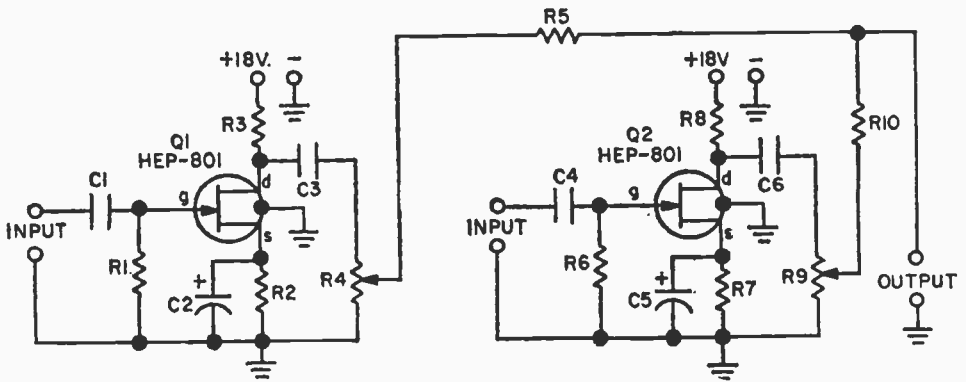 R5
+18V. -
+18V -
R3
R8
R10
Q1
HEP-801
Q2
HEP-801
C1
g
d
C3
C4
g
d
C6
INPUT
s
INPUT
s
R1
+
C2
R2
R4
R6
+
C5
R7
R9
OUTPUT